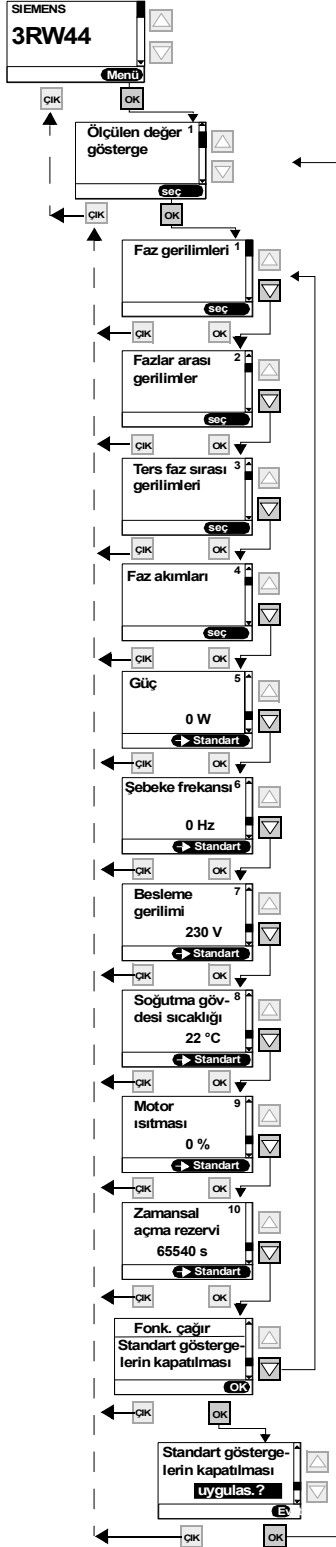 SIEMENS
3RW44
Menü
ÇIK OK
Ölçülen değer 1
gösterge
seç
ÇIK OK
Faz gerilimleri 1
seç
ÇIK OK
Fazlar arası 2
gerilimler
seç
ÇIK OK
Ters faz sırası 3
gerilimleri
seç
ÇIK OK
Faz akımları 4
seç
ÇIK OK
Güç 5
0 W
Standart
ÇIK OK
Şebeke frekansı 6
0 Hz
Standart
ÇIK OK
Besleme 7
gerilimi
230 V
Standart
ÇIK OK
Soğutma göv- 8
desi sıcaklığı
22 °C
Standart
ÇIK OK
Motor 9
ısıtması
0 %
Standart
ÇIK OK
Zamansal 10
açma rezervi
65540 s
Standart
ÇIK OK
Fonk. çağır
Standart gösterge-
lerin kapatılması
OK
ÇIK OK
Standart gösterge-
lerin kapatılması
uygulas.?
ÇIK OK